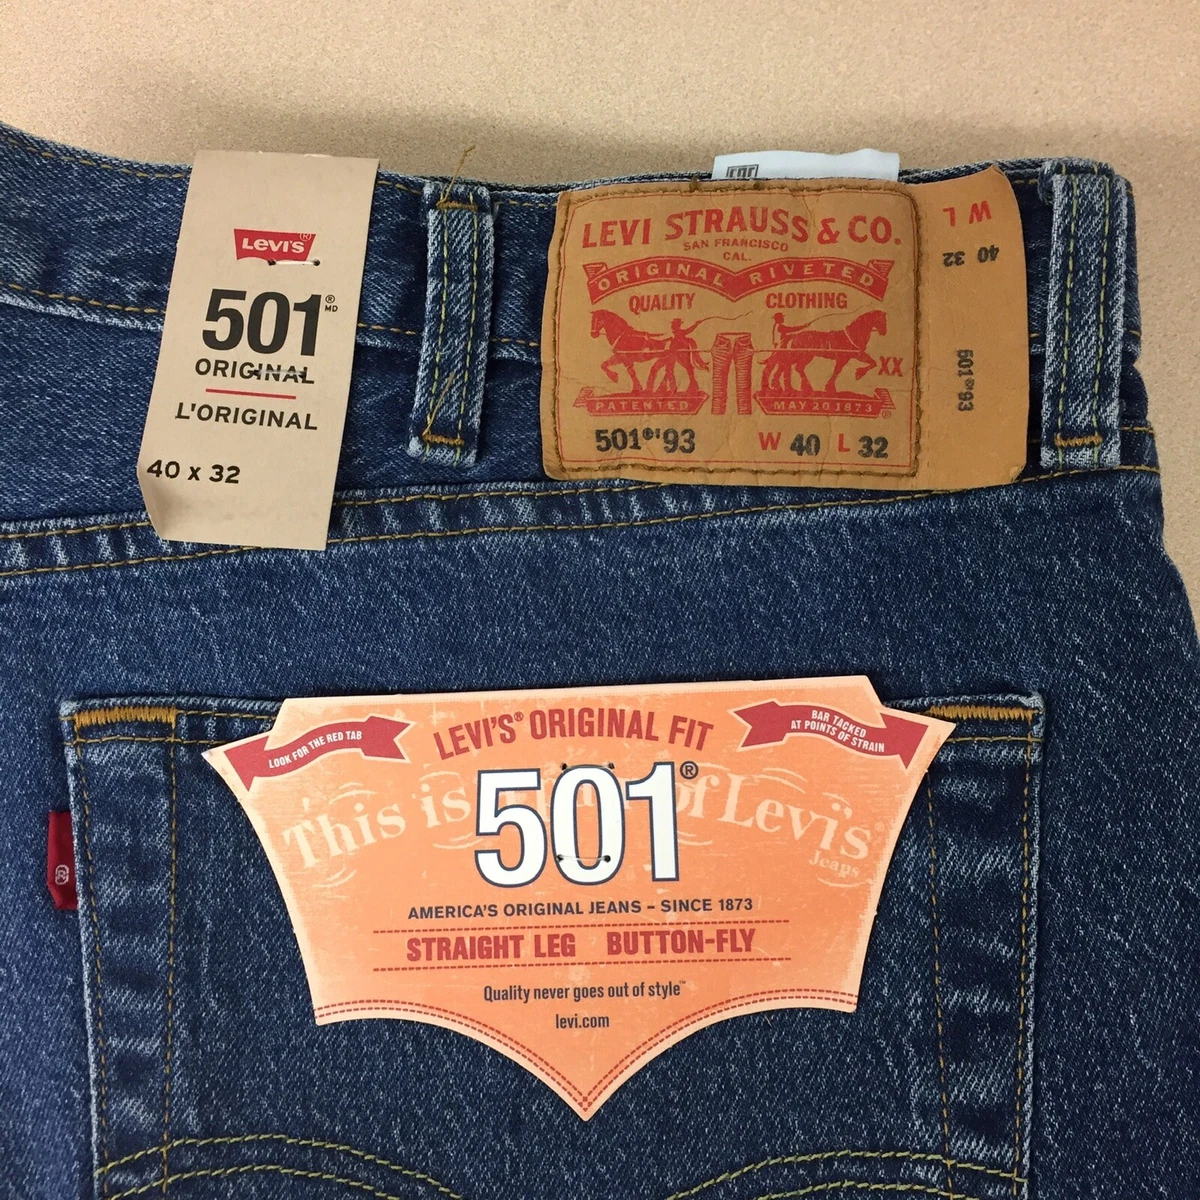 LEVI'S®
501®
MD
ORIGINAL
L'ORIGINAL
40 x 32
LEVI STRAUSS & CO.
SAN FRANCISCO
CAL.
ORIGINAL RIVETED
QUALITY CLOTHING
XX
PATENTED MAY 20 1873 ®
501®'93 W 40 L 32
W L
40 32
501®'93
LOOK FOR THE RED TAB
LEVI'S® ORIGINAL FIT
BAR TACKED
AT POINTS OF STRAIN
501®
This is of Levi's®
Jeans
AMERICA'S ORIGINAL JEANS – SINCE 1873
STRAIGHT LEG BUTTON-FLY
Quality never goes out of style™
levi.com
®